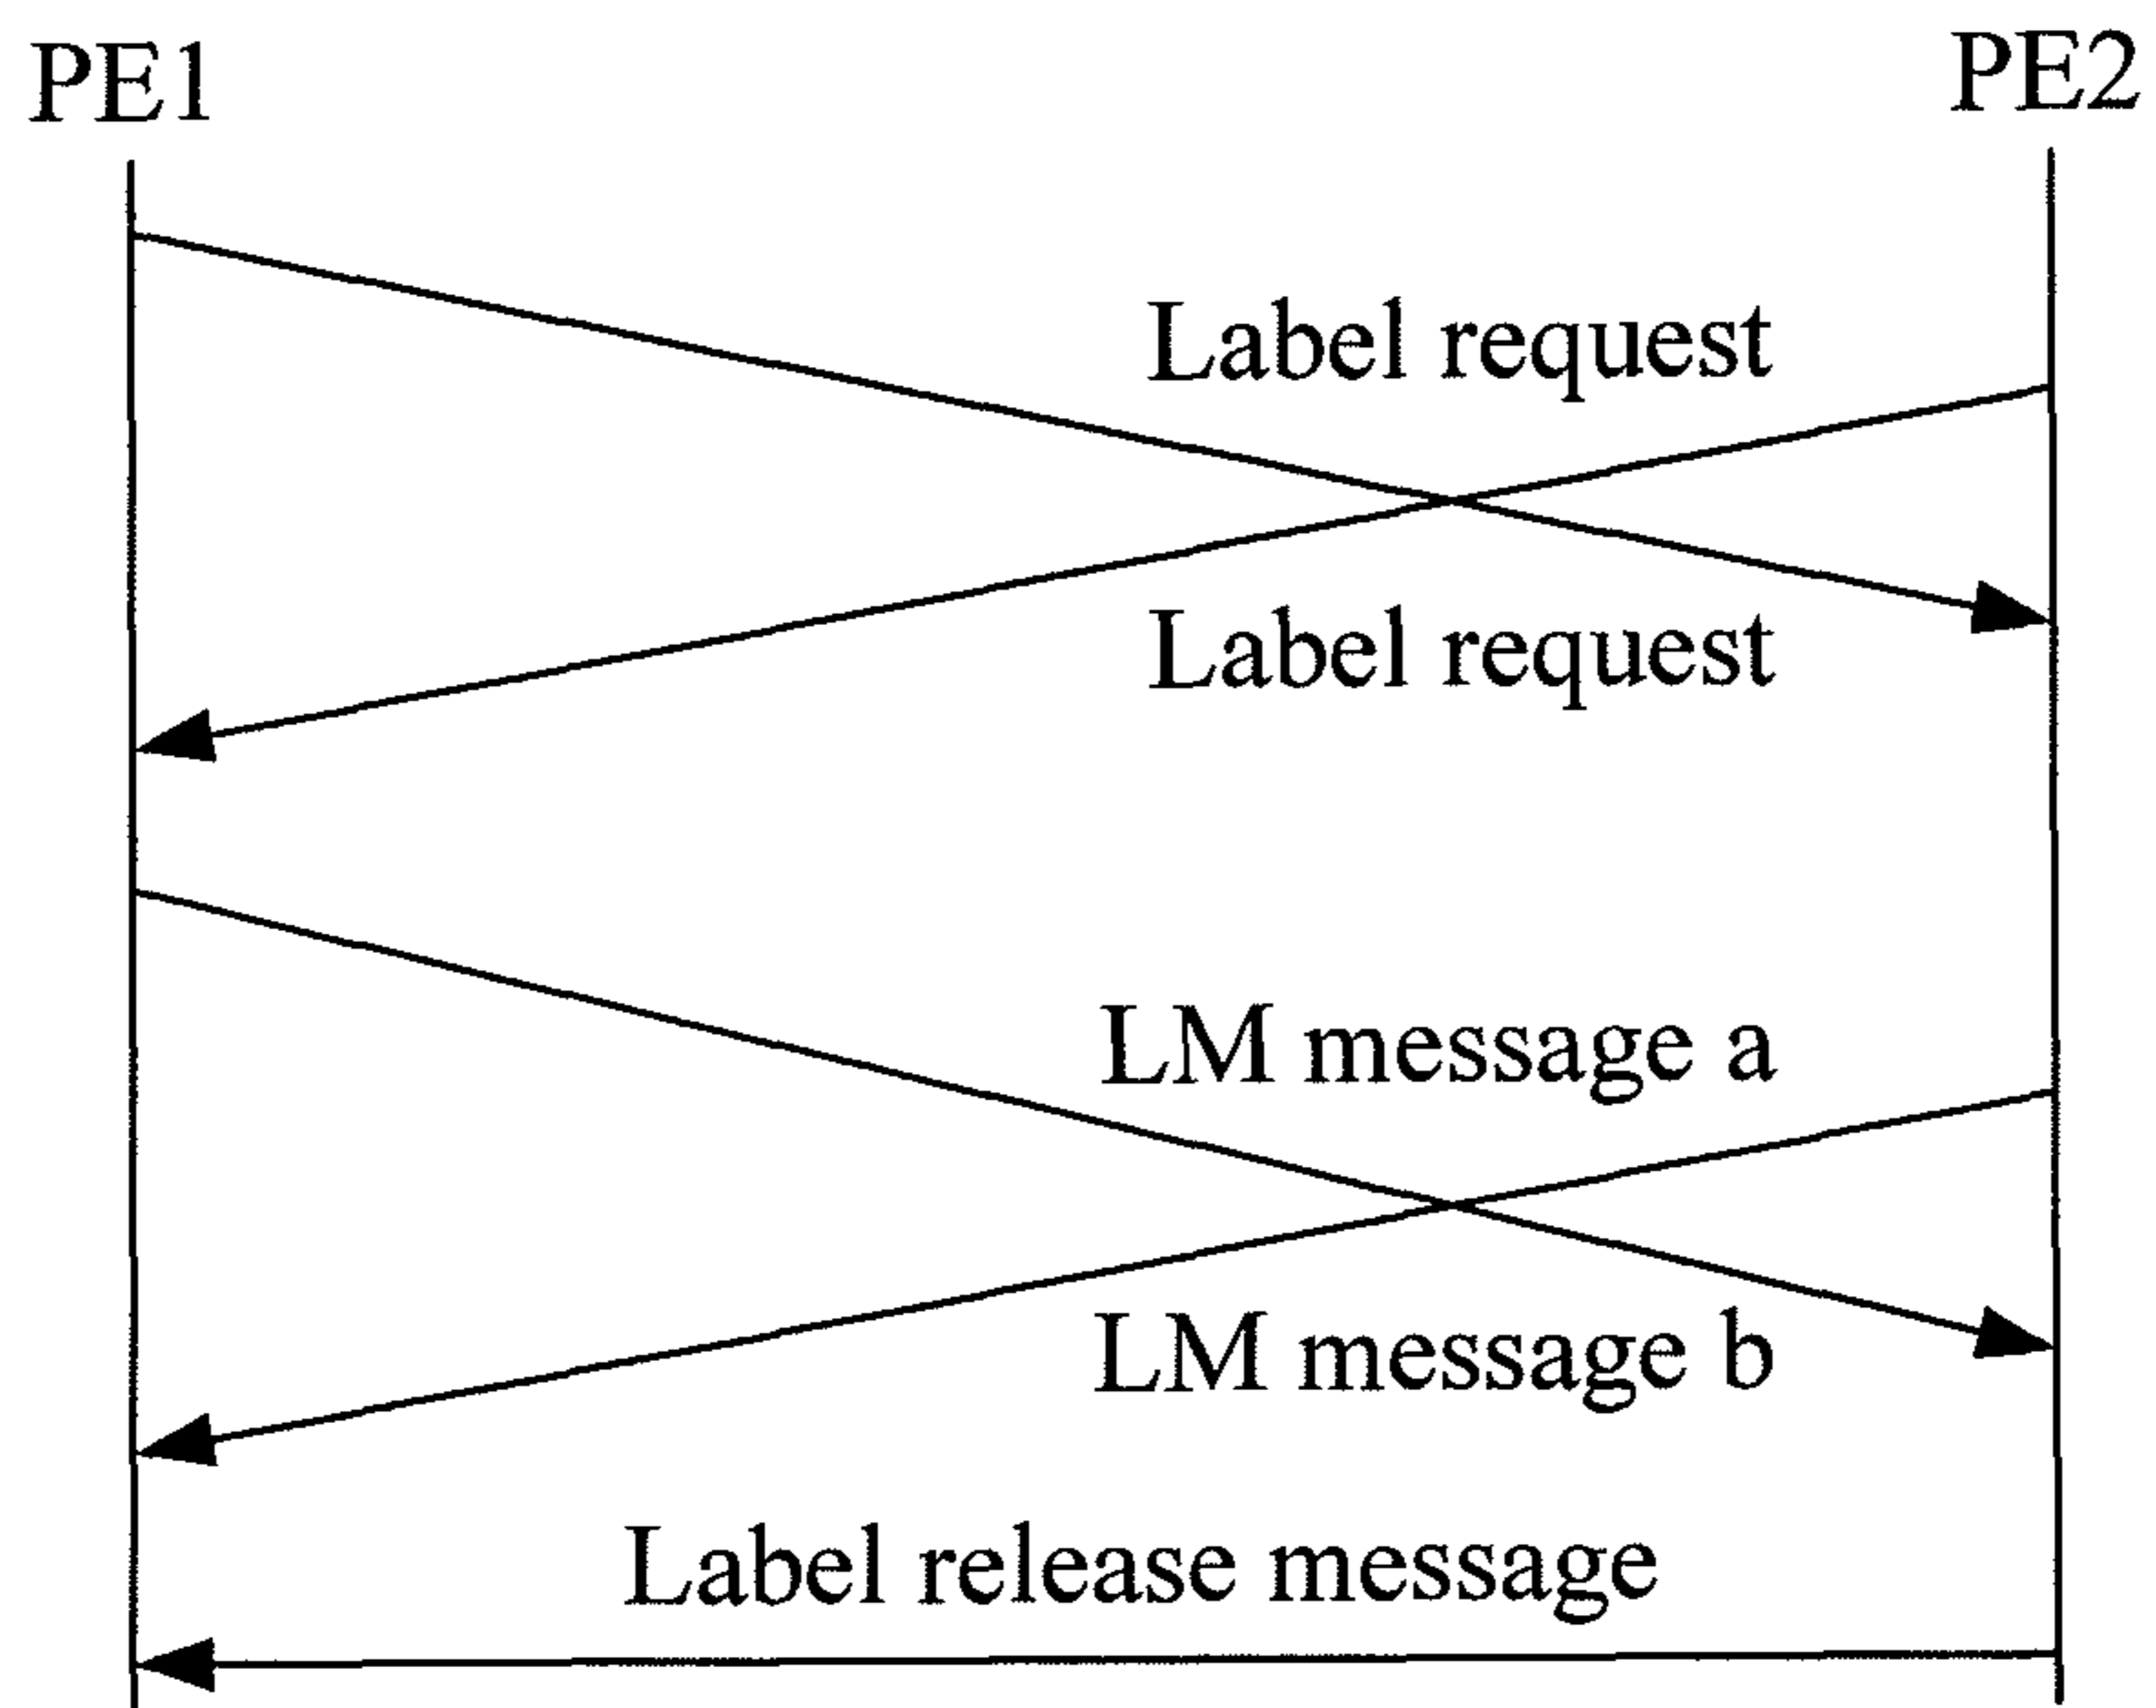 PE1
PE2
Label request
Label request
LM message a
LM message b
Label release message